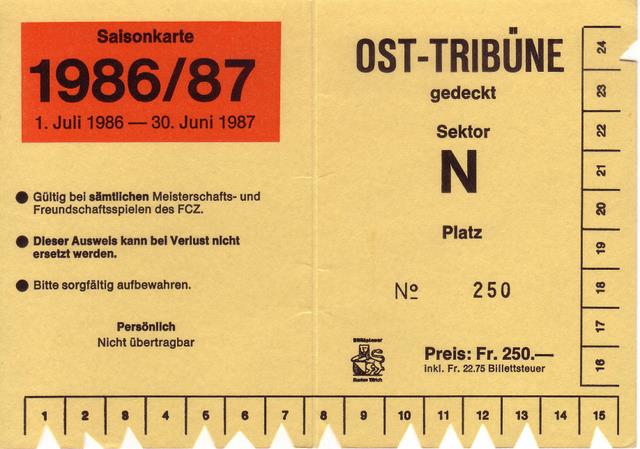 Saisonkarte
1986/87
1. Juli 1986 — 30. Juni 1987
● Gültig bei sämtlichen Meisterschafts- und
Freundschaftsspielen des FCZ.
● Dieser Ausweis kann bei Verlust nicht
ersetzt werden.
● Bitte sorgfältig aufbewahren.
Persönlich
Nicht übertragbar
OST-TRIBÜNE
gedeckt
Sektor
N
Platz
Nº 250
Billetsteuer
Kanton Zürich
Preis: Fr. 250.—
inkl. Fr. 22.75 Billettsteuer
24
23
22
21
20
19
18
17
16
1 2 3 4 5 6 7 8 9 10 11 12 13 14 15